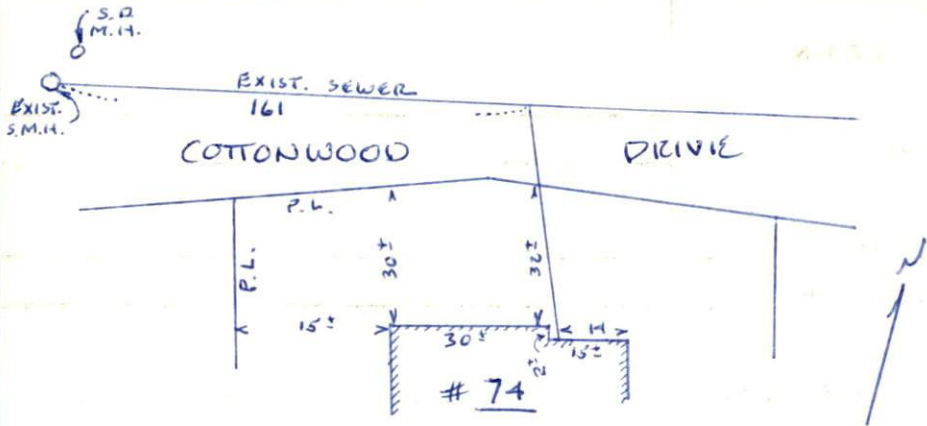 S.D.
M.H.
EXIST. SEWER
161
EXIST.
S.M.H.
COTTONWOOD DRIVE
P.L.
P.L.
30±
32±
15±
30±
2±
14
15±
# 74
N